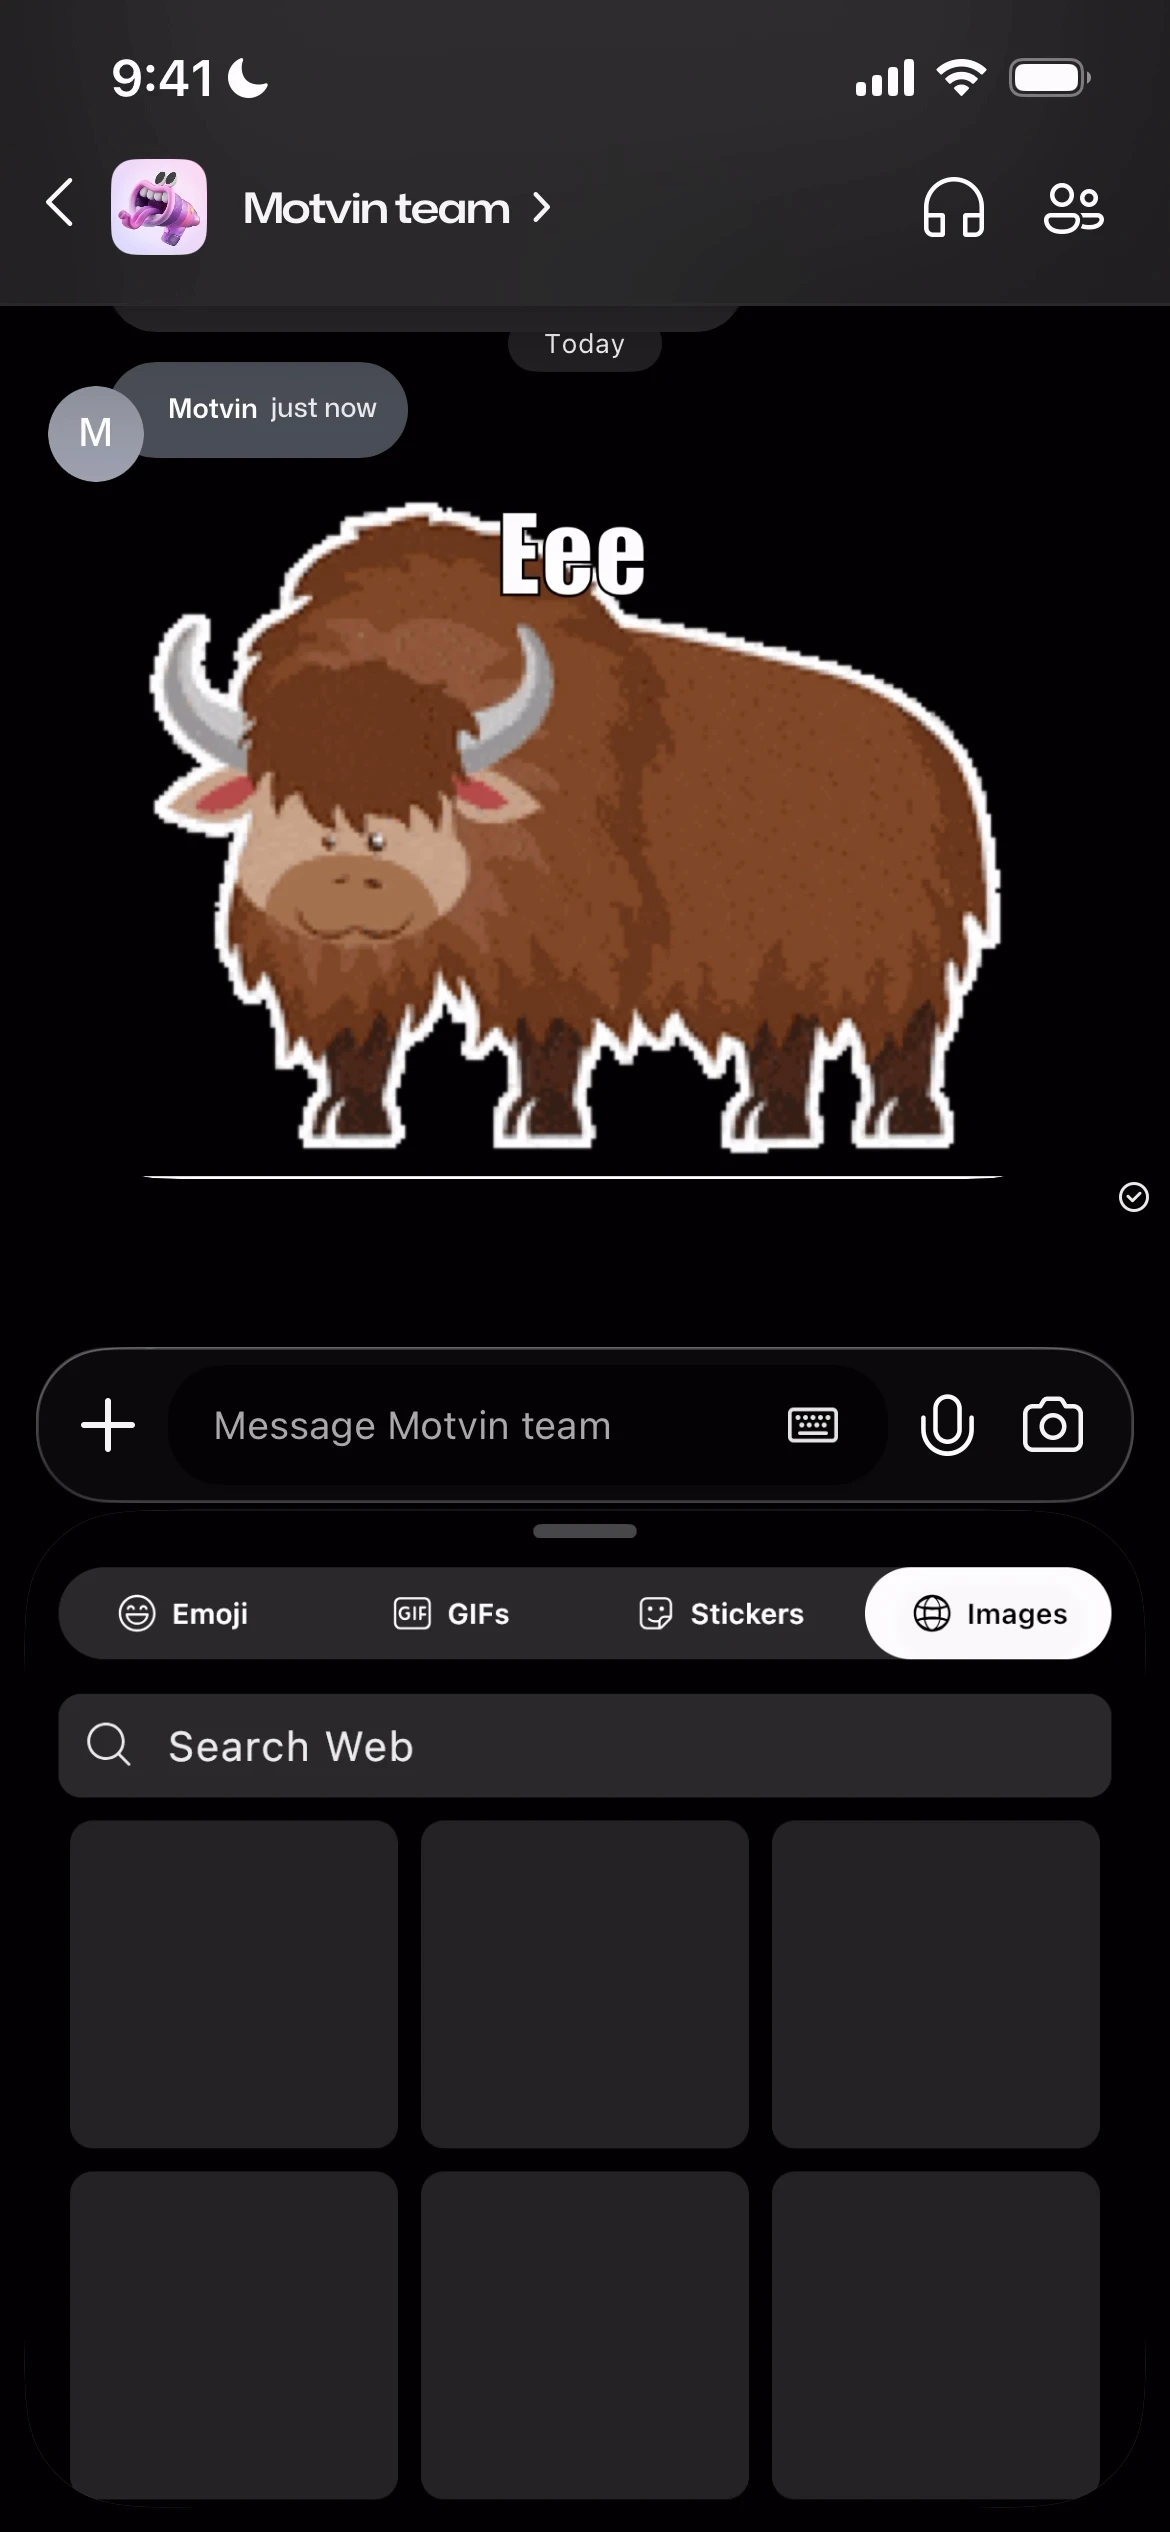 9:41
Motvin team
Today
M
Motvin just now
Eee
Message Motvin team
Emoji
GIF GIFs
Stickers
Images
Search Web